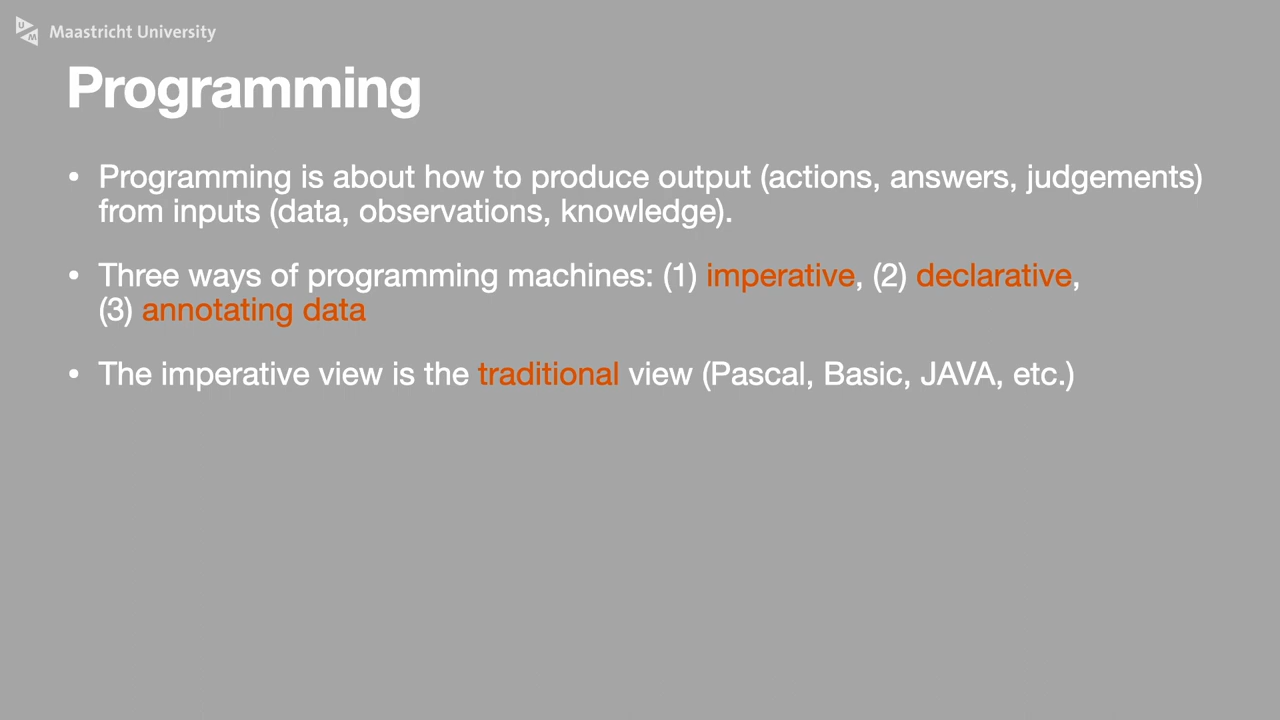 Maastricht University
Programming
• Programming is about how to produce output (actions, answers, judgements)
from inputs (data, observations, knowledge).
• Three ways of programming machines: (1) imperative, (2) declarative,
(3) annotating data
• The imperative view is the traditional view (Pascal, Basic, JAVA, etc.)